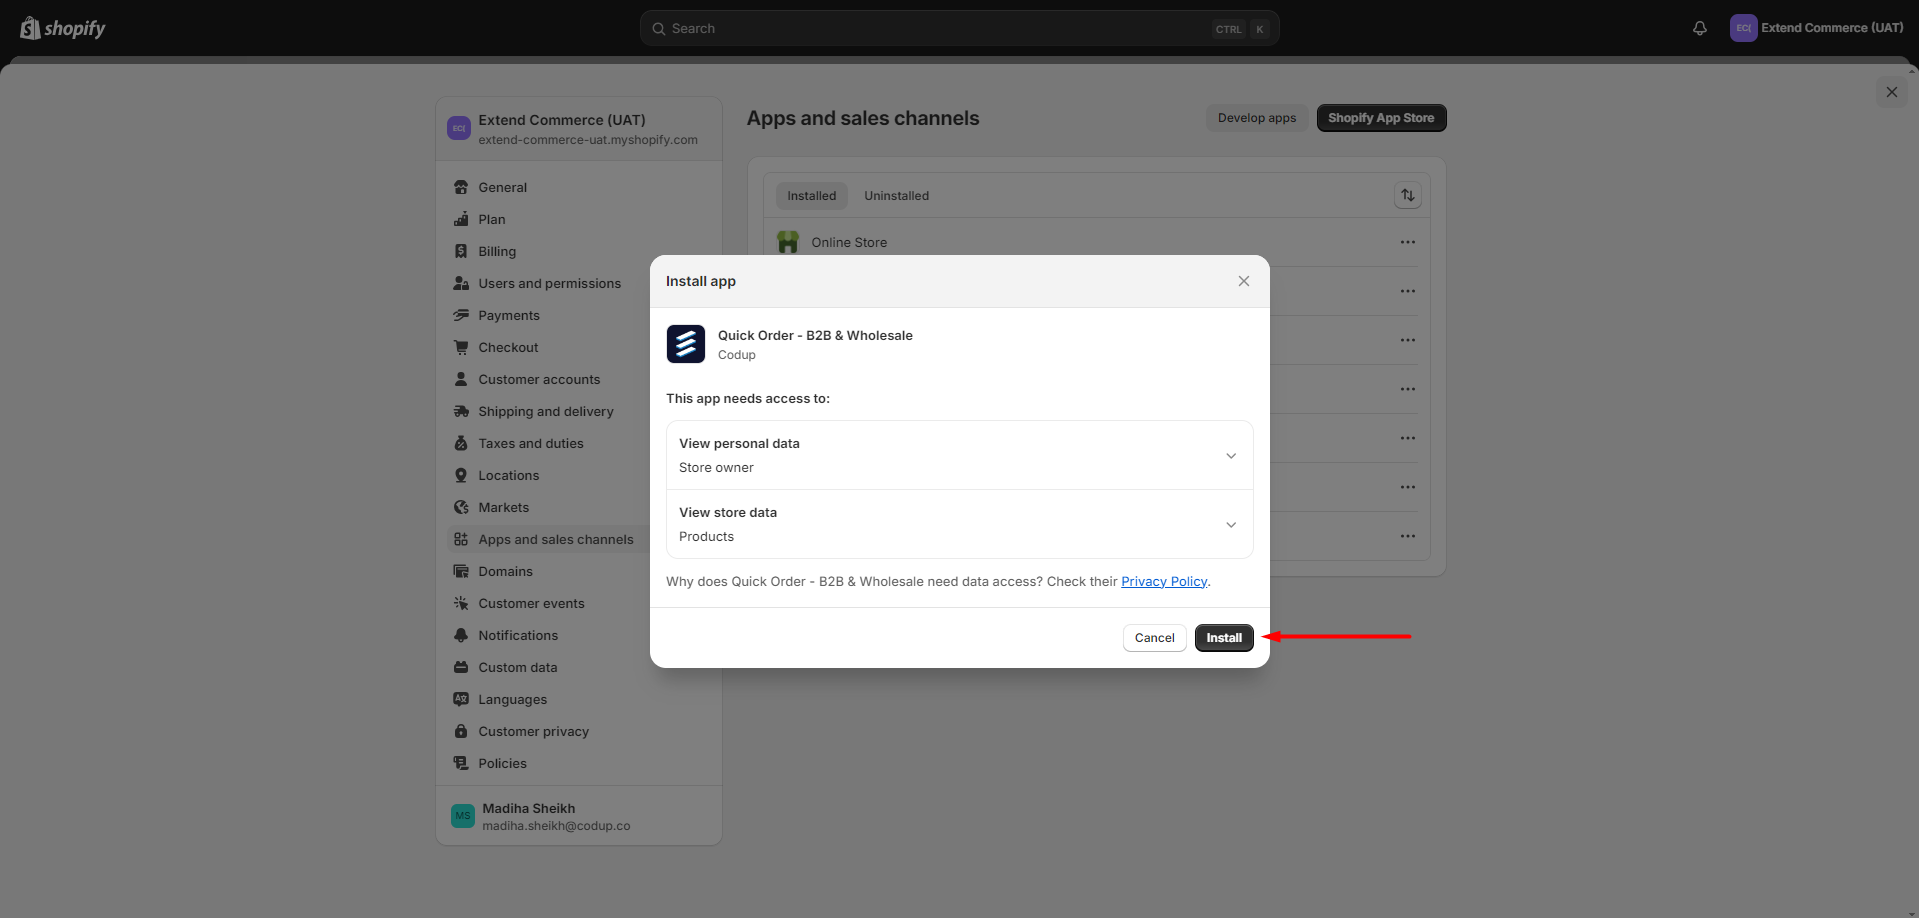 shopify
Search
CTRL K
EC(
Extend Commerce (UAT)
EC(
Extend Commerce (UAT)
extend-commerce-uat.myshopify.com
General
Plan
Billing
Users and permissions
Payments
Checkout
Customer accounts
Shipping and delivery
Taxes and duties
Locations
Markets
Apps and sales channels
Domains
Customer events
Notifications
Custom data
Languages
Customer privacy
Policies
MS
Madiha Sheikh
madiha.sheikh@codup.co
Apps and sales channels
Develop apps
Shopify App Store
Installed
Uninstalled
Online Store
Install app
Quick Order - B2B & Wholesale
Codup
This app needs access to:
View personal data
Store owner
View store data
Products
Why does Quick Order - B2B & Wholesale need data access? Check their Privacy Policy.
Cancel
Install